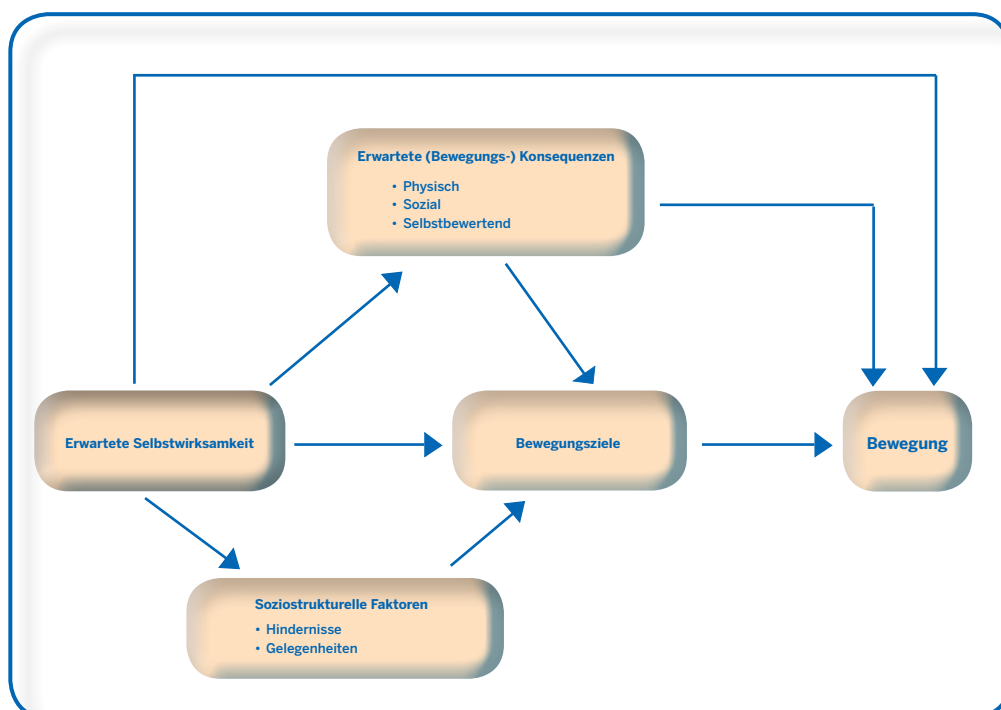 Erwartete (Bewegungs-) Konsequenzen
• Physisch
• Sozial
• Selbstbewertend
Erwartete Selbstwirksamkeit
Bewegungsziele
Bewegung
Soziostrukturelle Faktoren
• Hindernisse
• Gelegenheiten